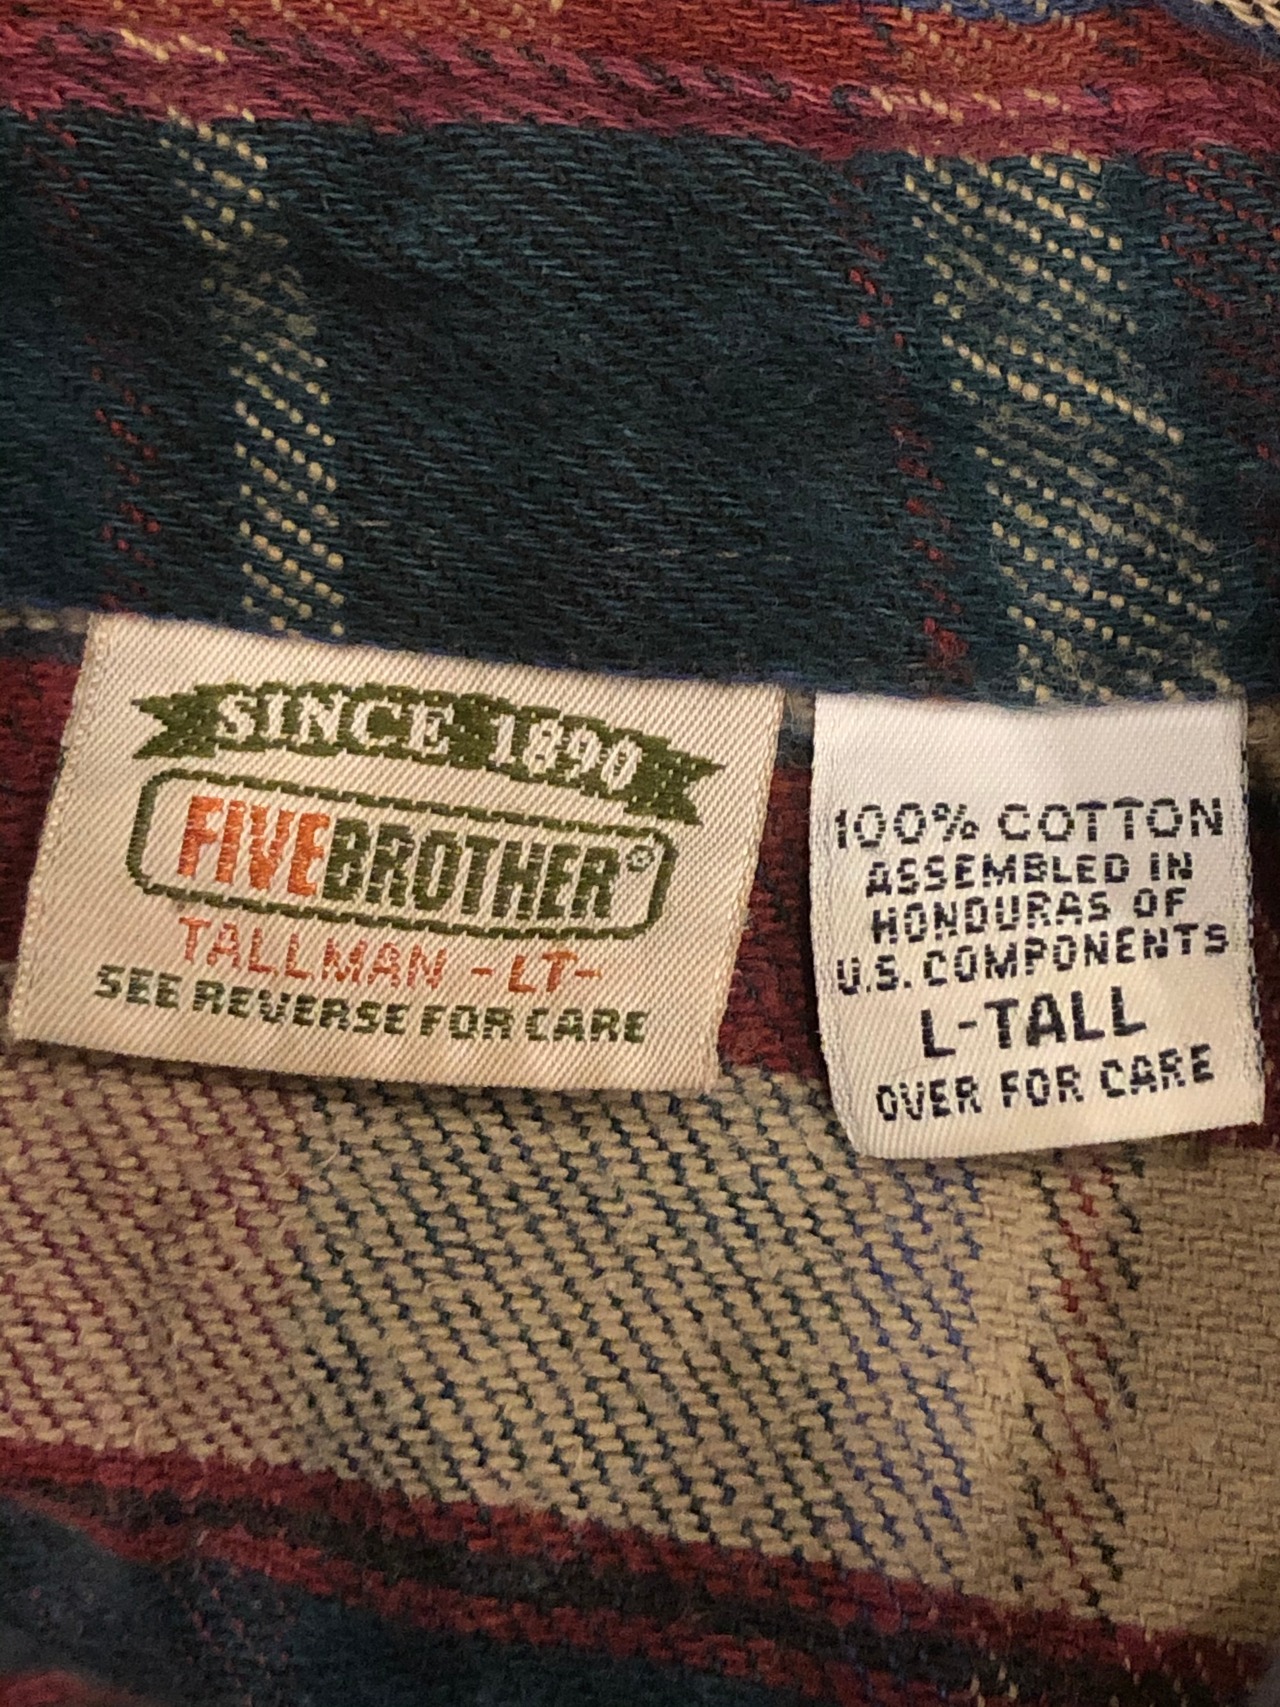 SINCE 1890
FIVEBROTHER®
TALLMAN - LT-
SEE REVERSE FOR CARE
100% COTTON
ASSEMBLED IN
HONDURAS OF
U.S. COMPONENTS
L-TALL
OVER FOR CARE